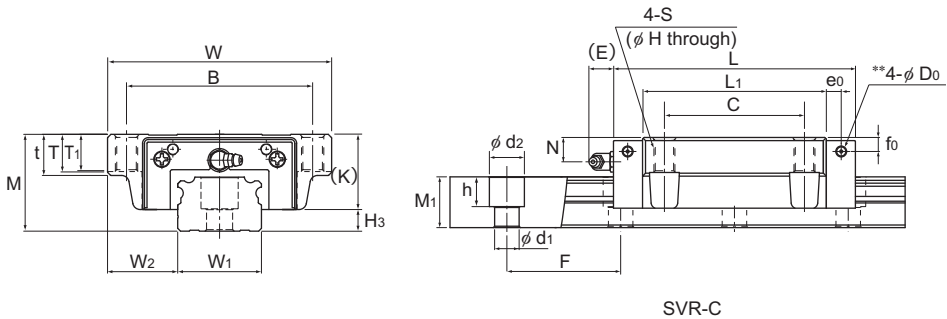 4-S
(φ H through)
(E)
L
L1
e0
**4-φ D0
C
N
f0
φ d2
h
M1
φ d1
F
W
B
t
T
T1
M
(K)
H3
W2
W1
SVR-C